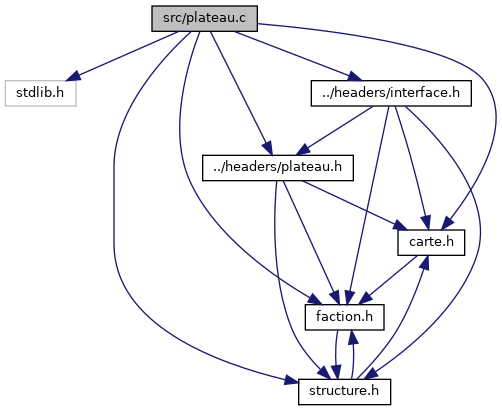 src/plateau.c
stdlib.h
../headers/interface.h
../headers/plateau.h
carte.h
faction.h
structure.h